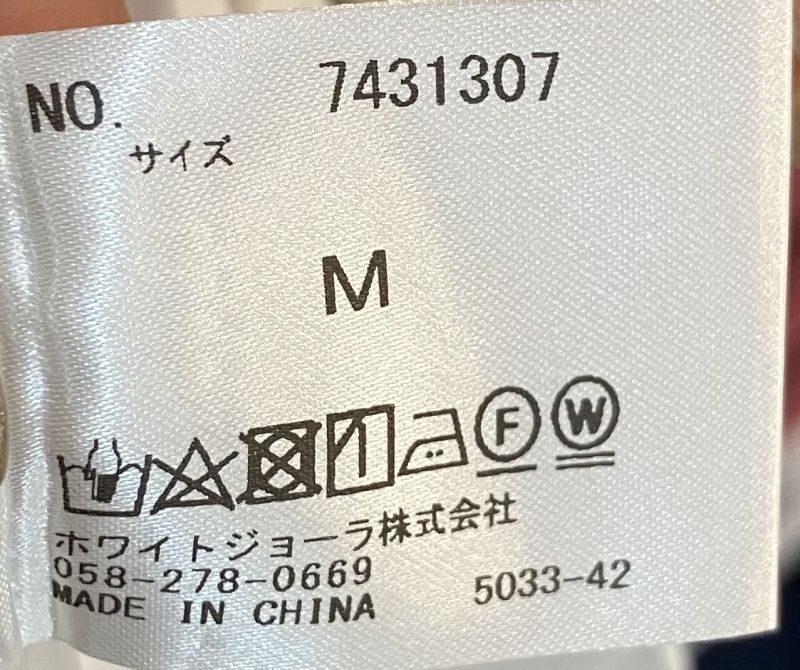 NO. 7431307
サイズ
M
F W
ホワイトジョーラ株式会社
058-278-0669
MADE IN CHINA 5033-42